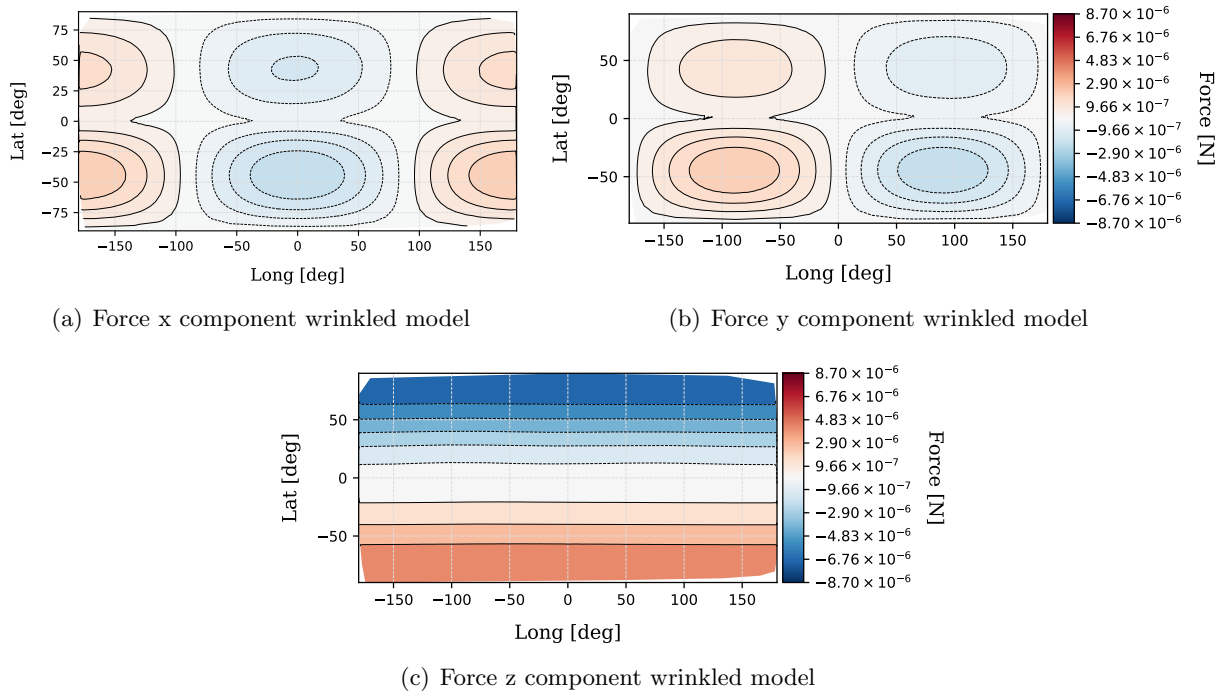 75
50
25
0
−25
−50
−75
Lat [deg]
−150 −100 −50 0 50 100 150
Long [deg]
(a) Force x component wrinkled model
50
0
−50
Lat [deg]
−150 −100 −50 0 50 100 150
Long [deg]
8.70 × 10⁻⁶
6.76 × 10⁻⁶
4.83 × 10⁻⁶
2.90 × 10⁻⁶
9.66 × 10⁻⁷
−9.66 × 10⁻⁷
−2.90 × 10⁻⁶
−4.83 × 10⁻⁶
−6.76 × 10⁻⁶
−8.70 × 10⁻⁶
Force [N]
(b) Force y component wrinkled model
50
0
−50
Lat [deg]
−150 −100 −50 0 50 100 150
Long [deg]
8.70 × 10⁻⁶
6.76 × 10⁻⁶
4.83 × 10⁻⁶
2.90 × 10⁻⁶
9.66 × 10⁻⁷
−9.66 × 10⁻⁷
−2.90 × 10⁻⁶
−4.83 × 10⁻⁶
−6.76 × 10⁻⁶
−8.70 × 10⁻⁶
Force [N]
(c) Force z component wrinkled model